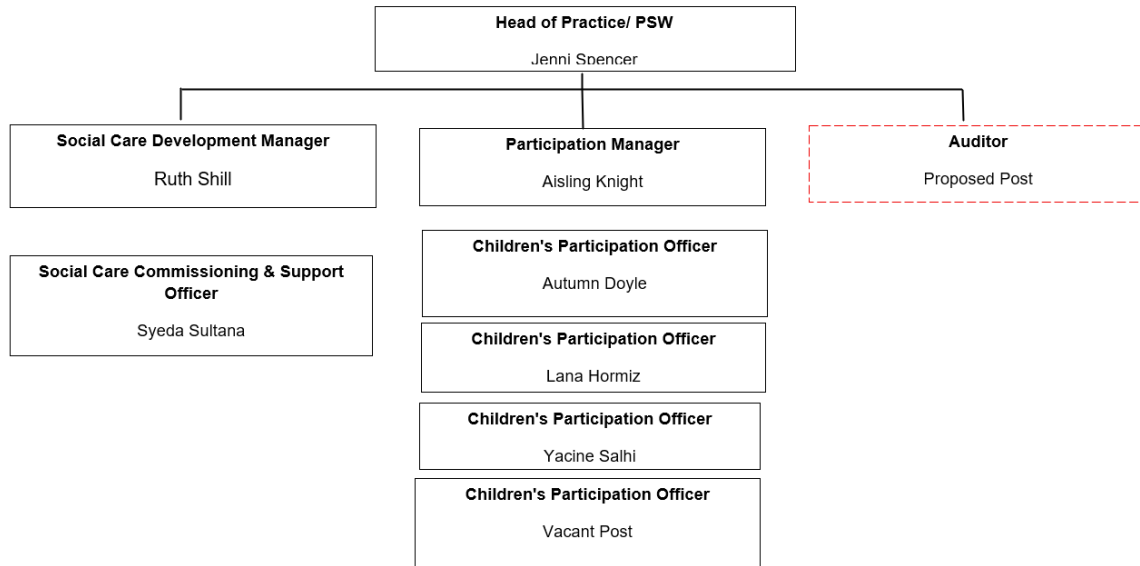 Head of Practice/ PSW
Jenni Spencer
Social Care Development Manager
Ruth Shill
Participation Manager
Aisling Knight
Auditor
Proposed Post
Social Care Commissioning & Support
Officer
Syeda Sultana
Children's Participation Officer
Autumn Doyle
Children's Participation Officer
Lana Hormiz
Children's Participation Officer
Yacine Salhi
Children's Participation Officer
Vacant Post